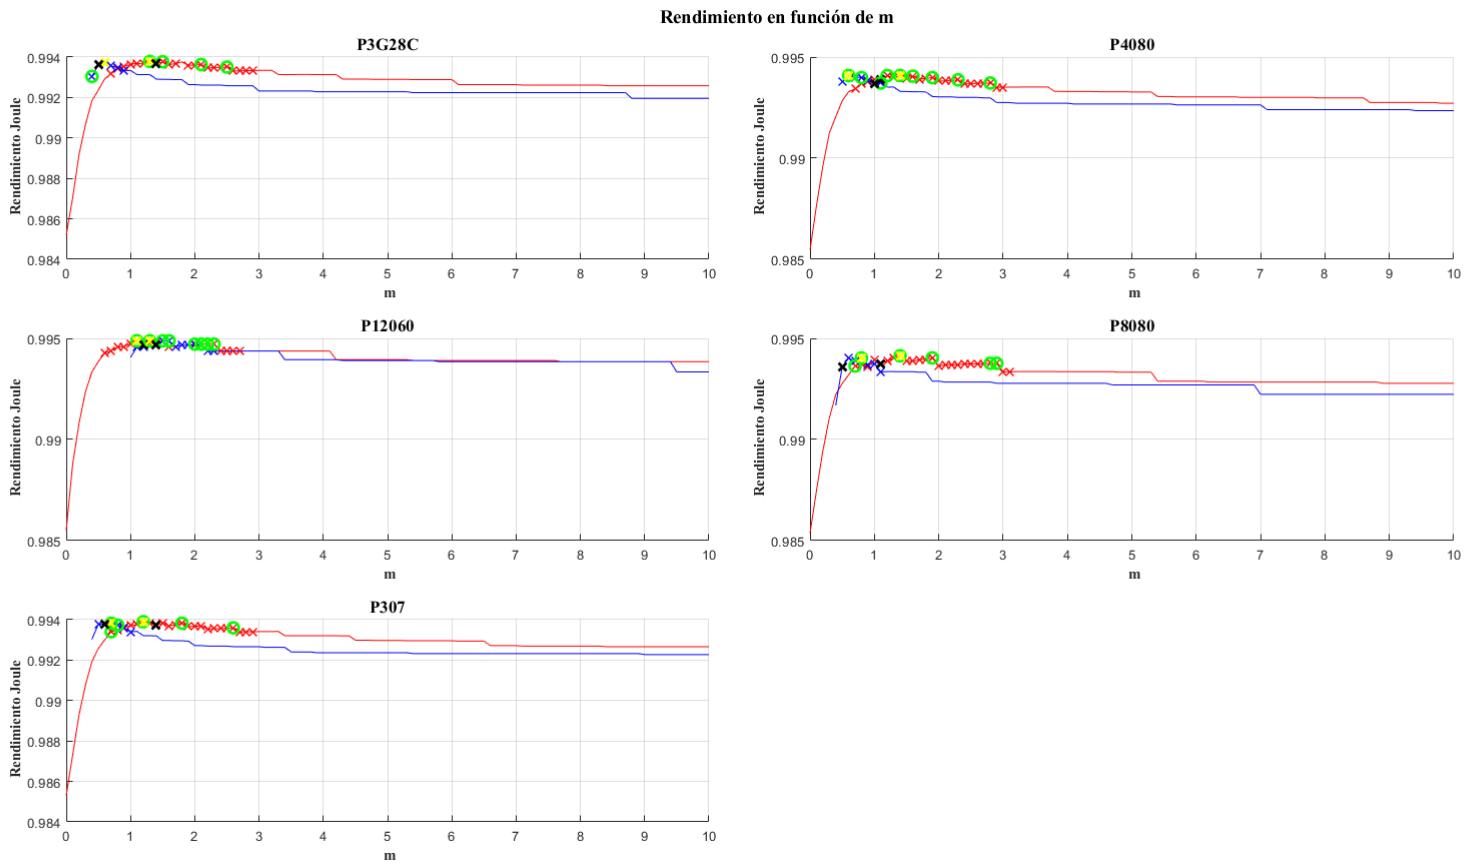 Rendimiento en función de m
P3G28C
Rendimiento Joule
0.994
0.992
0.99
0.988
0.986
0.984
0 1 2 3 4 5 6 7 8 9 10
m
P4080
Rendimiento Joule
0.995
0.99
0.985
0 1 2 3 4 5 6 7 8 9 10
m
P12060
Rendimiento Joule
0.995
0.99
0.985
0 1 2 3 4 5 6 7 8 9 10
m
P8080
Rendimiento Joule
0.995
0.99
0.985
0 1 2 3 4 5 6 7 8 9 10
m
P307
Rendimiento Joule
0.994
0.992
0.99
0.988
0.986
0.984
0 1 2 3 4 5 6 7 8 9 10
m